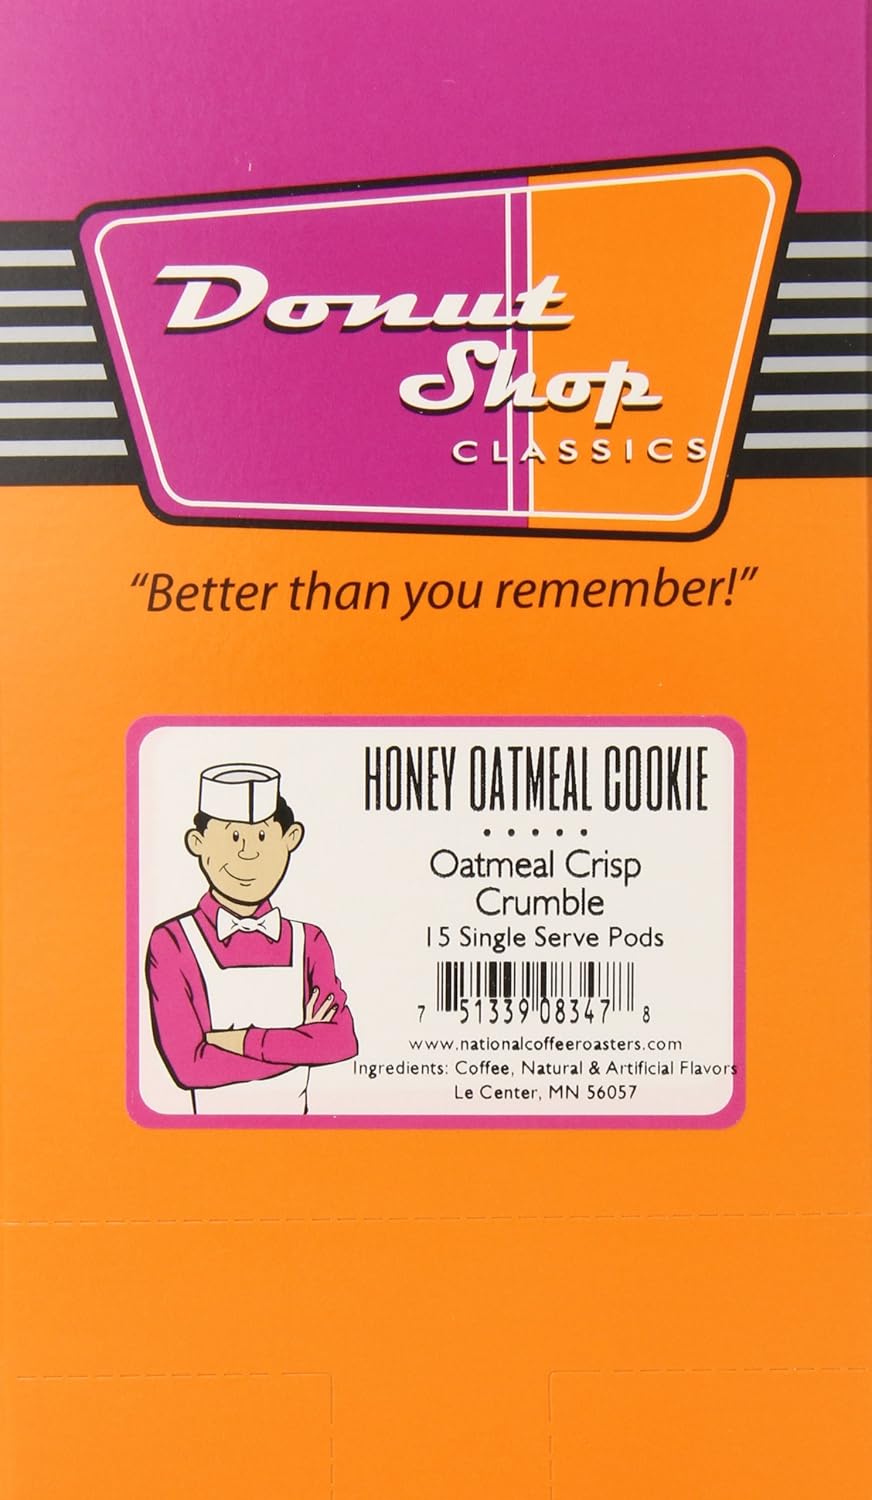 Donut
Shop
CLASSICS
“Better than you remember!”
HONEY OATMEAL COOKIE
Oatmeal Crisp
Crumble
15 Single Serve Pods
7 51339 08347 8
www.nationalcoffeeroasters.com
Ingredients: Coffee, Natural & Artificial Flavors
Le Center, MN 56057